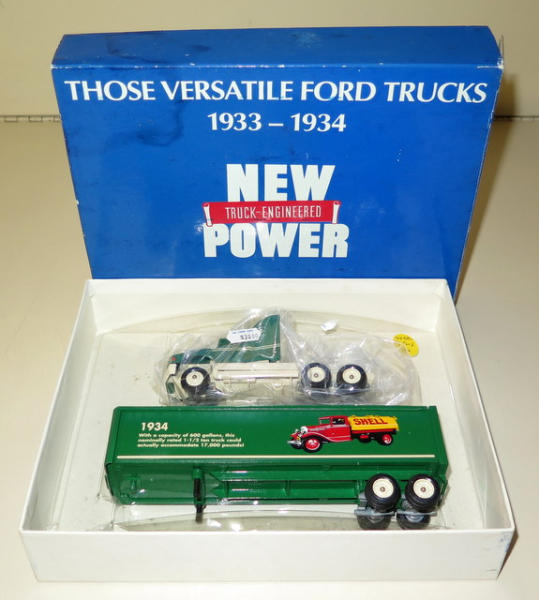 THOSE VERSATILE FORD TRUCKS
1933 – 1934
NEW
TRUCK-ENGINEERED
POWER
1934
With a capacity of 600 gallons, this
nominally rated 1-1/2 ton truck could
actually accommodate 17,000 pounds!
SHELL